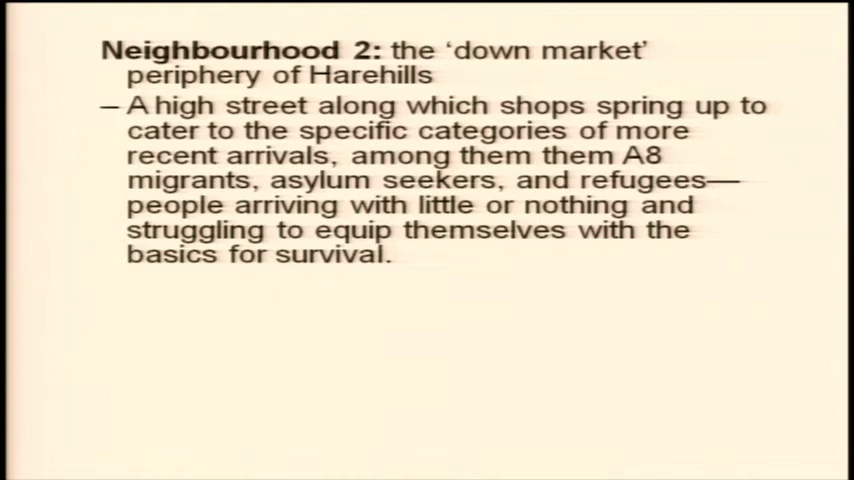 Neighbourhood 2: the ‘down market’
periphery of Harehills
– A high street along which shops spring up to
cater to the specific categories of more
recent arrivals, among them them A8
migrants, asylum seekers, and refugees—
people arriving with little or nothing and
struggling to equip themselves with the
basics for survival.